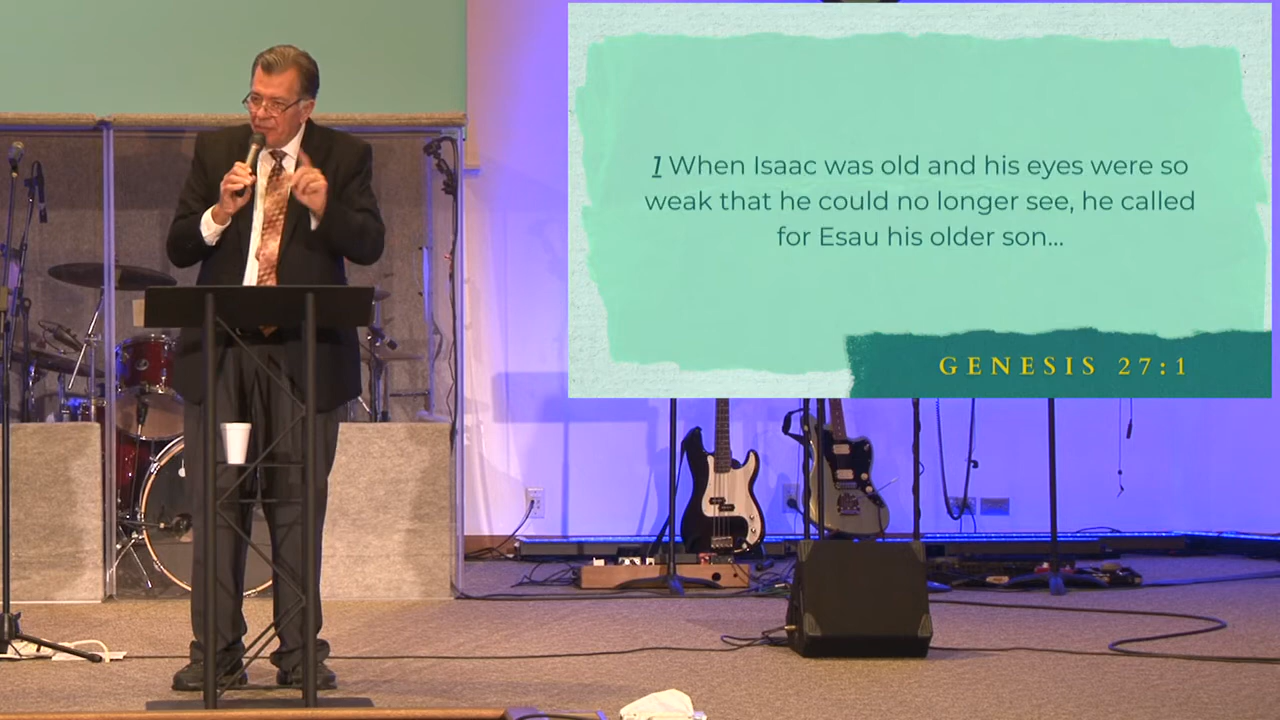 1 When Isaac was old and his eyes were so
weak that he could no longer see, he called
for Esau his older son...
GENESIS 27:1